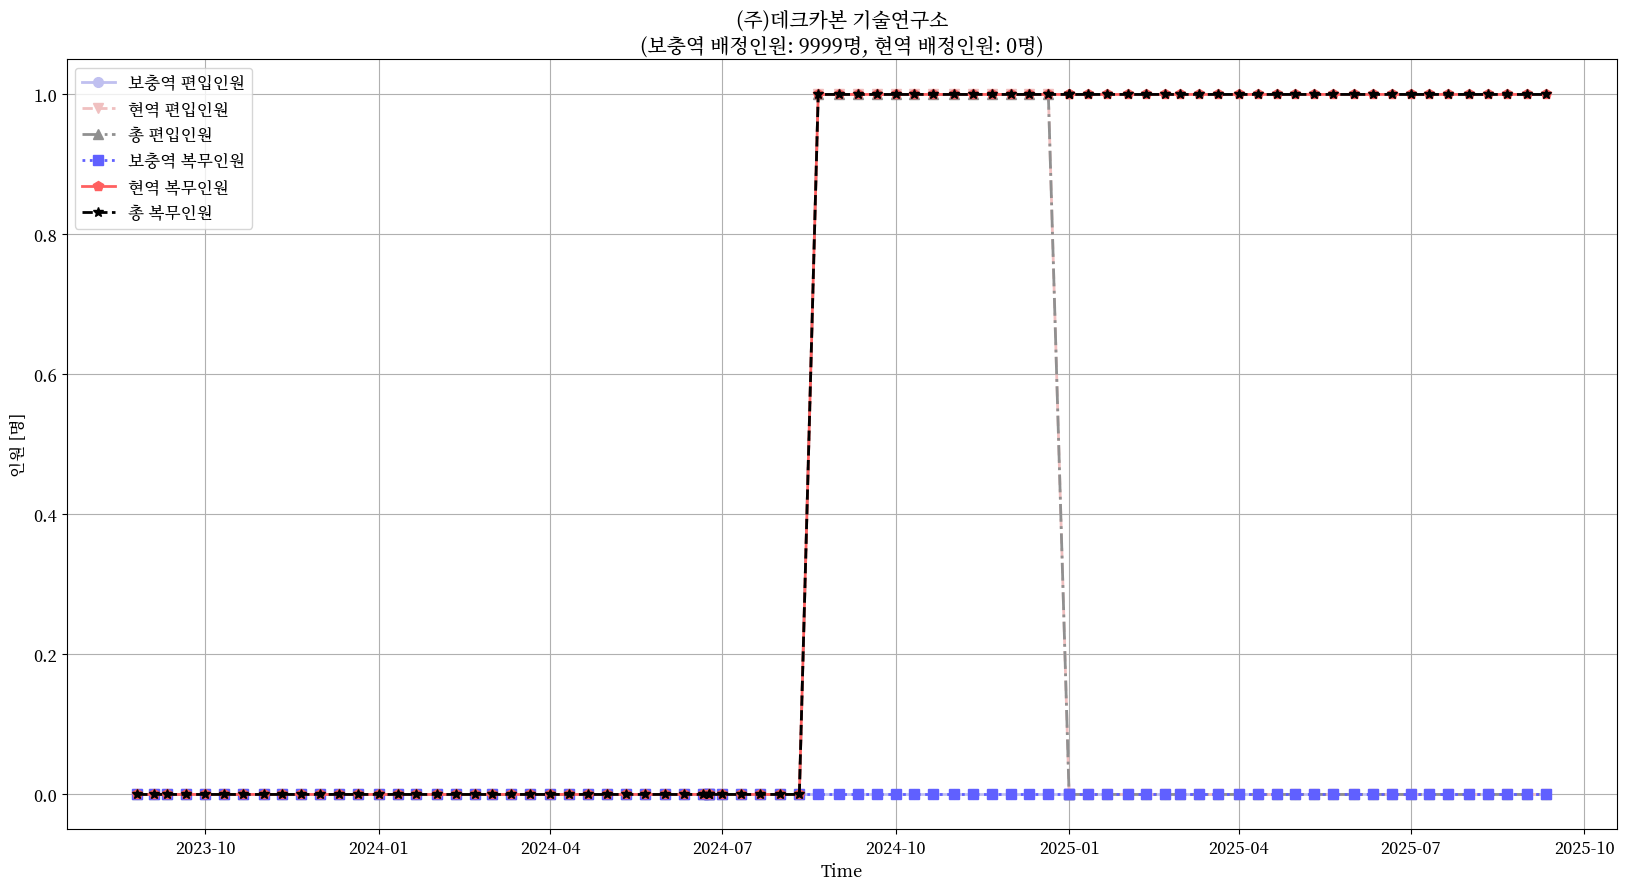 (주)데크카본 기술연구소
(보충역 배정인원: 9999명, 현역 배정인원: 0명)
보충역 편입인원
현역 편입인원
총 편입인원
보충역 복무인원
현역 복무인원
총 복무인원
인원 [명]
1.0
0.8
0.6
0.4
0.2
0.0
2023-10
2024-01
2024-04
2024-07
2024-10
2025-01
2025-04
2025-07
2025-10
Time